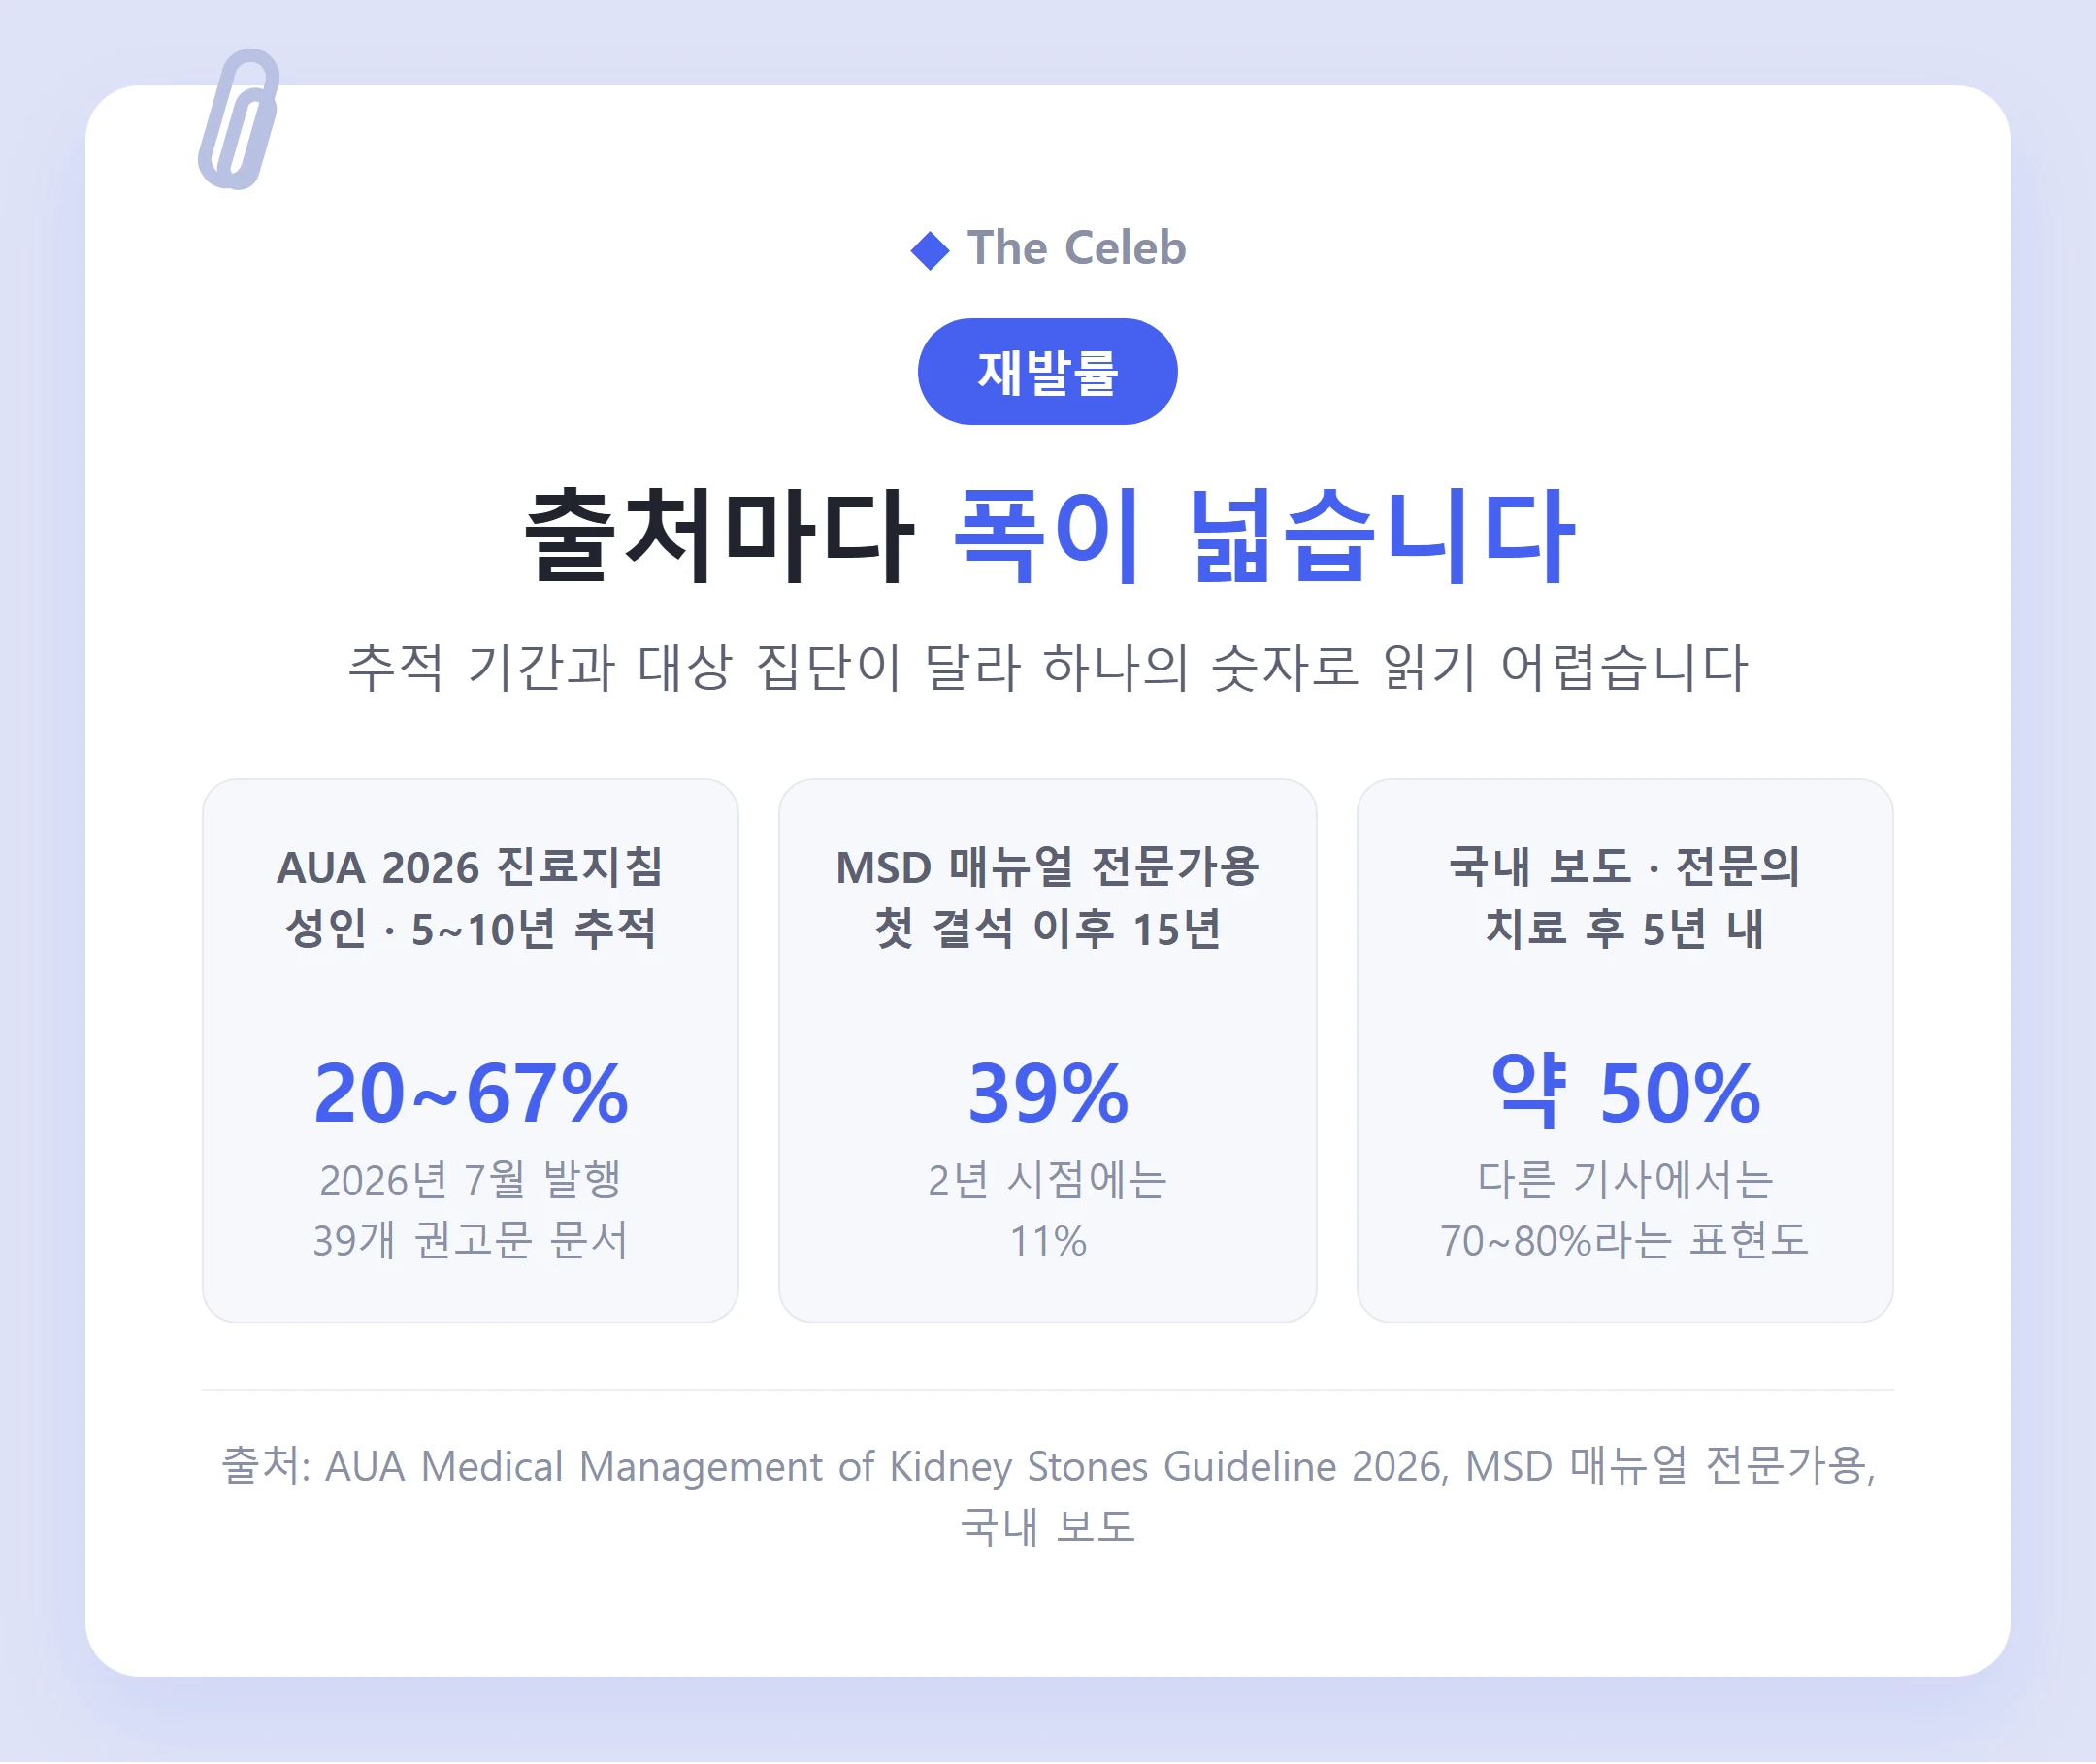 The Celeb
재발률
출처마다 폭이 넓습니다
추적 기간과 대상 집단이 달라 하나의 숫자로 읽기 어렵습니다
AUA 2026 진료지침
성인 · 5~10년 추적
20~67%
2026년 7월 발행
39개 권고문 문서
MSD 매뉴얼 전문가용
첫 결석 이후 15년
39%
2년 시점에는
11%
국내 보도 · 전문의
치료 후 5년 내
약 50%
다른 기사에서는
70~80%라는 표현도
출처: AUA Medical Management of Kidney Stones Guideline 2026, MSD 매뉴얼 전문가용,
국내 보도